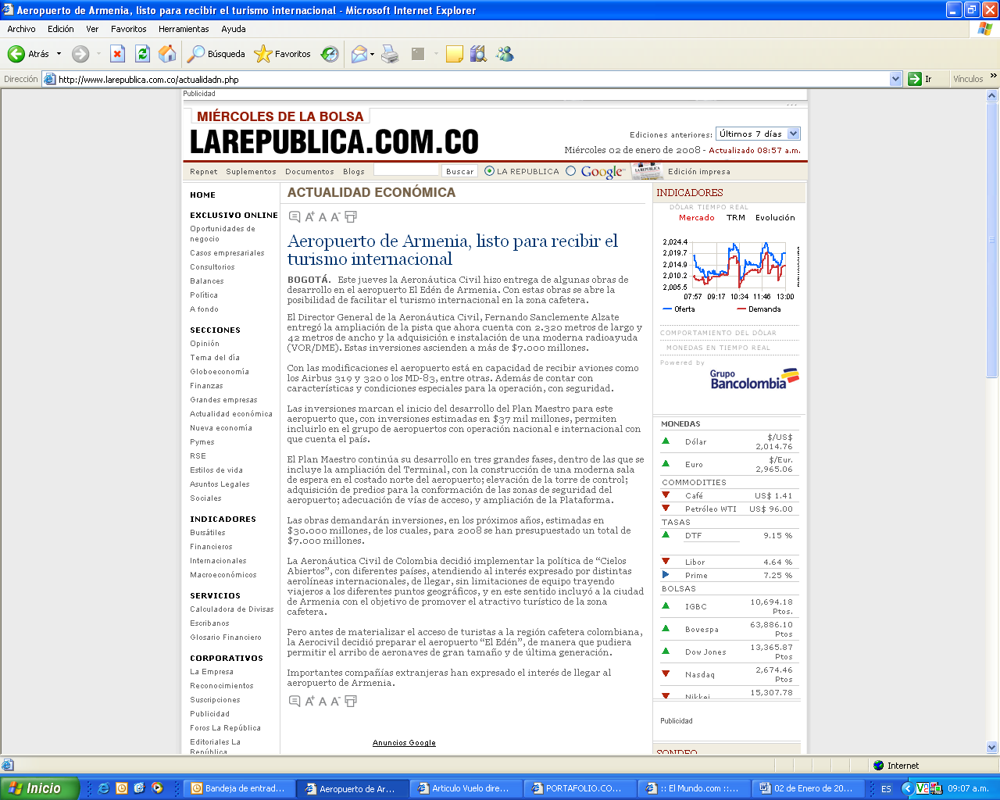 Aeropuerto de Armenia, listo para recibir el turismo internacional - Microsoft Internet Explorer
Archivo Edición Ver Favoritos Herramientas Ayuda
Atrás Búsqueda Favoritos
Dirección http://www.larepublica.com.co/actualidadn.php Ir Vínculos »
Publicidad
MIÉRCOLES DE LA BOLSA
LAREPUBLICA.COM.CO
Ediciones anteriores: Últimos 7 días
Miércoles 02 de enero de 2008 - Actualizado 08:57 a.m.
Repnet Suplementos Documentos Blogs Buscar LA REPUBLICA Google LA REPUBLICA Edición impresa
HOME
EXCLUSIVO ONLINE
Oportunidades de
negocio
Casos empresariales
Consultorios
Balances
Política
A fondo
SECCIONES
Opinión
Tema del día
Globoeconomía
Finanzas
Grandes empresas
Actualidad económica
Nueva economía
Pymes
RSE
Estilos de vida
Asuntos Legales
Sociales
INDICADORES
Bursátiles
Financieros
Internacionales
Macroeconómicos
SERVICIOS
Calculadora de Divisas
Escribanos
Glosario Financiero
CORPORATIVOS
La Empresa
Reconocimientos
Suscripciones
Publicidad
Foros La República
Editoriales La
República
ACTUALIDAD ECONÓMICA
A+ A A-
Aeropuerto de Armenia, listo para recibir el
turismo internacional
BOGOTÁ. Este jueves la Aeronáutica Civil hizo entrega de algunas obras de
desarrollo en el aeropuerto El Edén de Armenia. Con estas obras se abre la
posibilidad de facilitar el turismo internacional en la zona cafetera.
El Director General de la Aeronáutica Civil, Fernando Sanclemente Alzate
entregó la ampliación de la pista que ahora cuenta con 2.320 metros de largo y
42 metros de ancho y la adquisición e instalación de una moderna radioayuda
(VOR/DME). Estas inversiones ascienden a más de $7.000 millones.
Con las modificaciones el aeropuerto está en capacidad de recibir aviones como
los Airbus 319 y 320 o los MD-83, entre otras. Además de contar con
características y condiciones especiales para la operación, con seguridad.
Las inversiones marcan el inicio del desarrollo del Plan Maestro para este
aeropuerto que, con inversiones estimadas en $37 mil millones, permiten
incluirlo en el grupo de aeropuertos con operación nacional e internacional con
que cuenta el país.
El Plan Maestro continúa su desarrollo en tres grandes fases, dentro de las que se
incluye la ampliación del Terminal, con la construcción de una moderna sala
de espera en el costado norte del aeropuerto; elevación de la torre de control;
adquisición de predios para la conformación de las zonas de seguridad del
aeropuerto; adecuación de vías de acceso, y ampliación de la Plataforma.
Las obras demandarán inversiones, en los próximos años, estimadas en
$30.000 millones, de los cuales, para 2008 se han presupuestado un total de
$7.000 millones.
La Aeronáutica Civil de Colombia decidió implementar la política de “Cielos
Abiertos”, con diferentes países, atendiendo al interés expresado por distintas
aerolíneas internacionales, de llegar, sin limitaciones de equipo trayendo
viajeros a los diferentes puntos geográficos, y en este sentido incluyó a la ciudad
de Armenia con el objetivo de promover el atractivo turístico de la zona
cafetera.
Pero antes de materializar el acceso de turistas a la región cafetera colombiana,
la Aerocivil decidió preparar el aeropuerto “El Edén”, de manera que pudiera
permitir el arribo de aeronaves de gran tamaño y de última generación.
Importantes compañías extranjeras han expresado el interés de llegar al
aeropuerto de Armenia.
A+ A A-
Anuncios Google
INDICADORES
DÓLAR TIEMPO REAL
Mercado TRM Evolución
2,024.4
2,019.7
2,014.9
2,010.2
2,005.5
07:57 09:17 10:34 11:46 13:00
Oferta Demanda
COMPORTAMIENTO DEL DÓLAR
MONEDAS EN TIEMPO REAL
Powered by
Grupo
Bancolombia
MONEDAS
Dólar $/US$
2,014.76
Euro $/Eur.
2,965.06
COMMODITIES
Café US$ 1.41
Petróleo WTI US$ 96.00
TASAS
DTF 9.15 %
Libor 4.64 %
Prime 7.25 %
BOLSAS
IGBC 10,694.18
Ptos.
Bovespa 63,886.10
Ptos
Dow Jones 13,365.87
Ptos
Nasdaq 2,674.46
Ptos
Nikkei 15,307.78
Publicidad
SONDEO
Internet
Inicio Bandeja de entrad... Aeropuerto de Ar... Articulo Vuelo dire... PORTAFOLIO.CO... :: El Mundo.com ::... 02 de Enero de 20... ES 09:07 a.m.